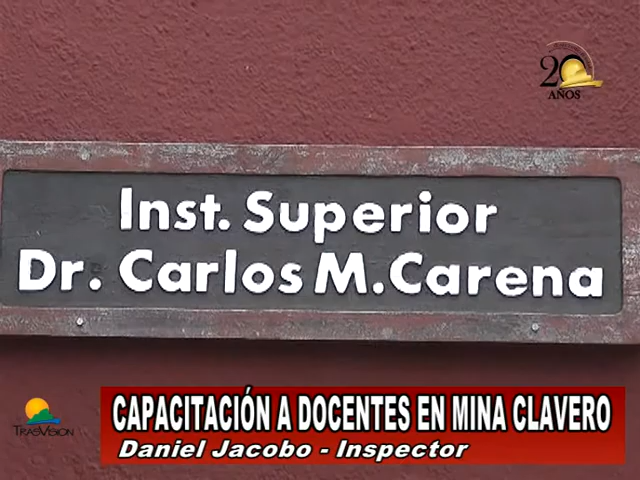 20
AÑOS
Inst. Superior
Dr. Carlos M. Carena
TRASVISION
CAPACITACIÓN A DOCENTES EN MINA CLAVERO
Daniel Jacobo - Inspector